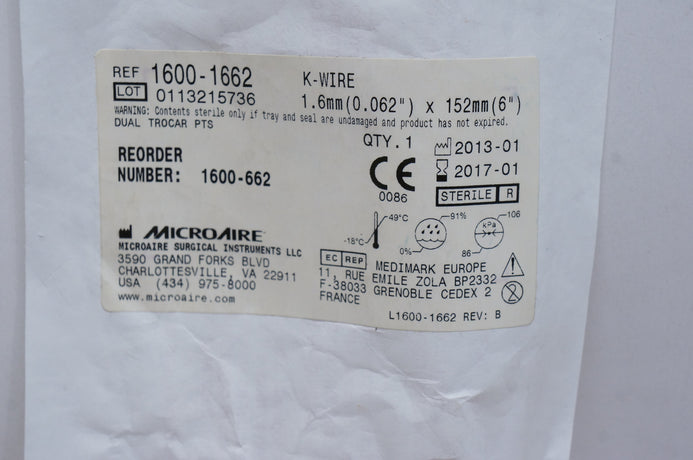 REF 1600-1662
LOT 0113215736
K-WIRE
1.6mm(0.062") x 152mm(6")
WARNING: Contents sterile only if tray and seal are undamaged and product has not expired.
DUAL TROCAR PTS
QTY. 1
2013-01
2017-01
REORDER
NUMBER: 1600-662
CE
0086
STERILE R
MICROAIRE
MICROAIRE SURGICAL INSTRUMENTS LLC
3590 GRAND FORKS BLVD
CHARLOTTESVILLE, VA 22911
USA (434) 975-8000
www.microaire.com
-18°C
49°C
0%
91%
kPa
86
106
EC REP
MEDIMARK EUROPE
11, RUE EMILE ZOLA BP2332
F-38033 GRENOBLE CEDEX 2
FRANCE
2
L1600-1662 REV: B